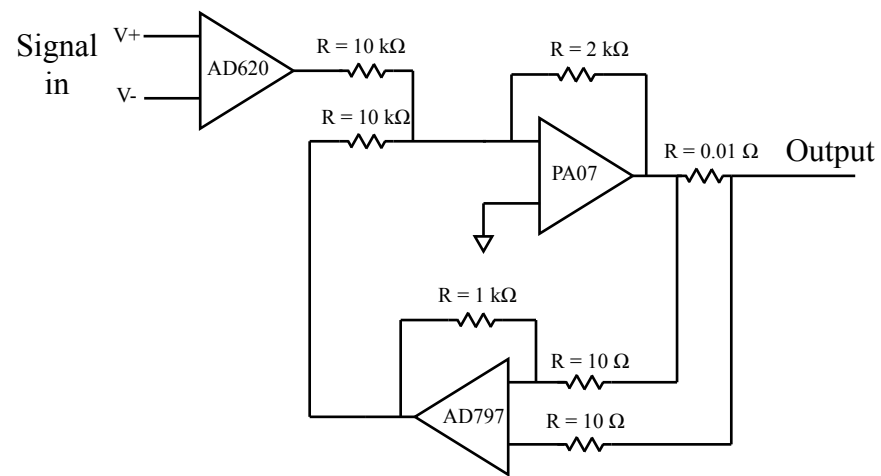 Signal
in
V+
V-
AD620
R = 10 kΩ
R = 10 kΩ
R = 2 kΩ
PA07
R = 0.01 Ω
Output
R = 1 kΩ
AD797
R = 10 Ω
R = 10 Ω